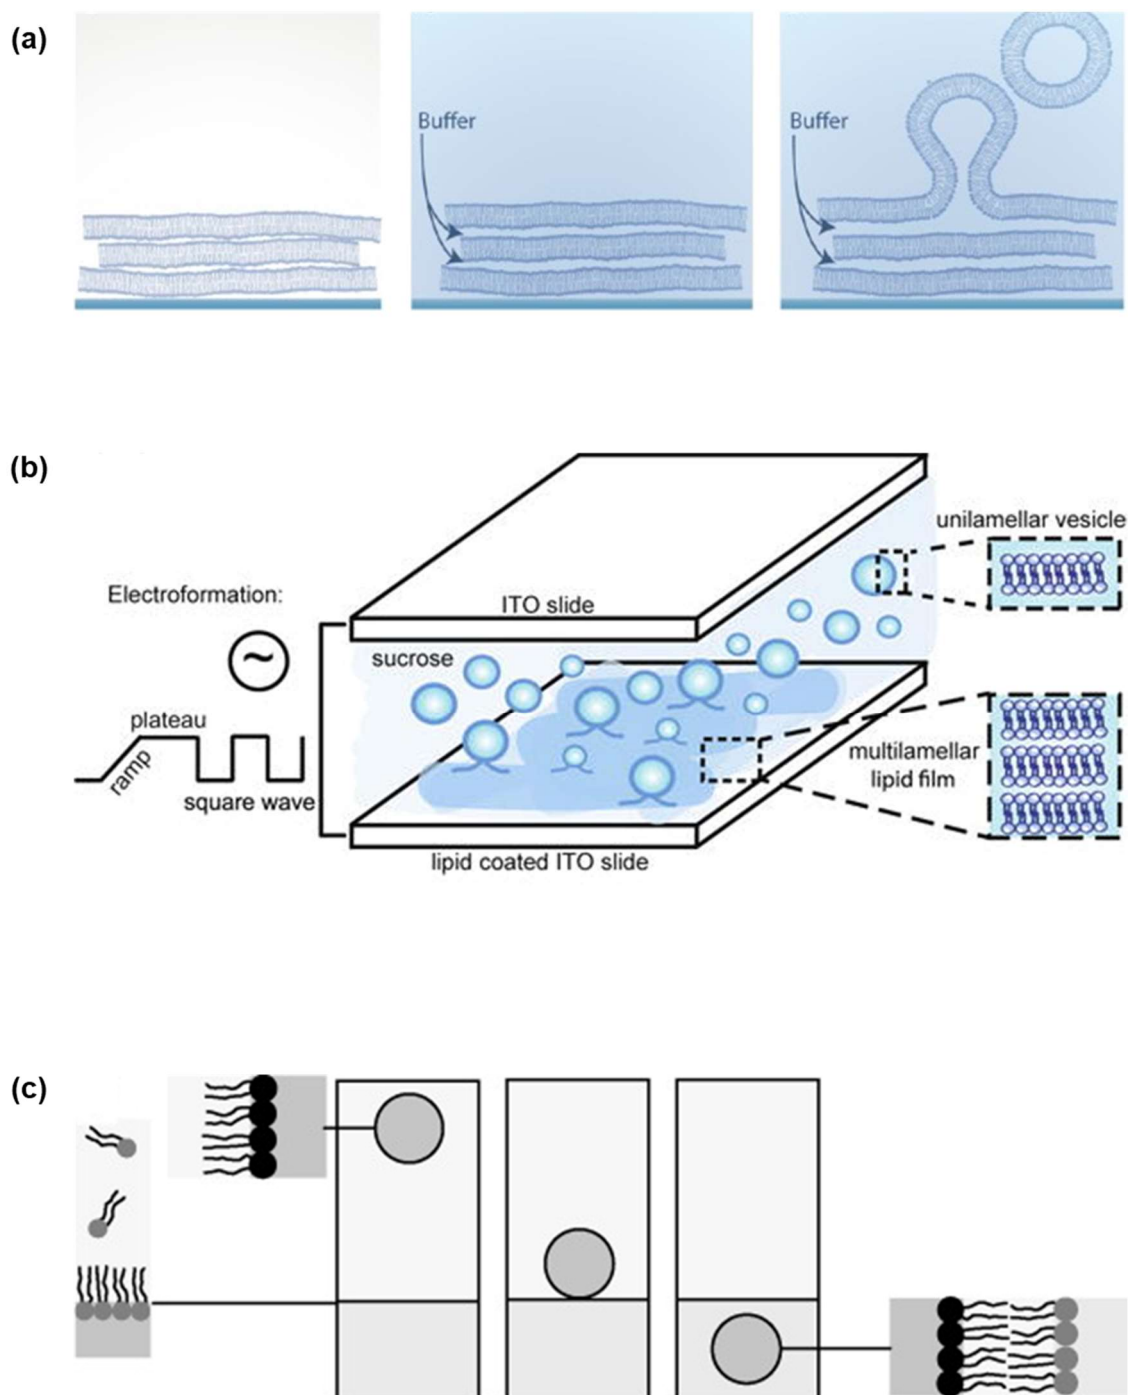 (a)
Buffer
Buffer
(b)
unilamellar vesicle
Electroformation:
ITO slide
~
sucrose
plateau
ramp
square wave
multilamellar
lipid film
lipid coated ITO slide
(c)